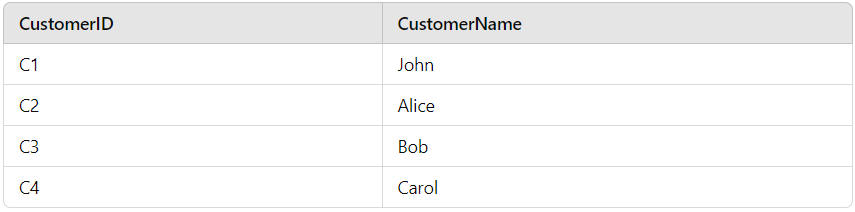 CustomerID CustomerName
C1 John
C2 Alice
C3 Bob
C4 Carol